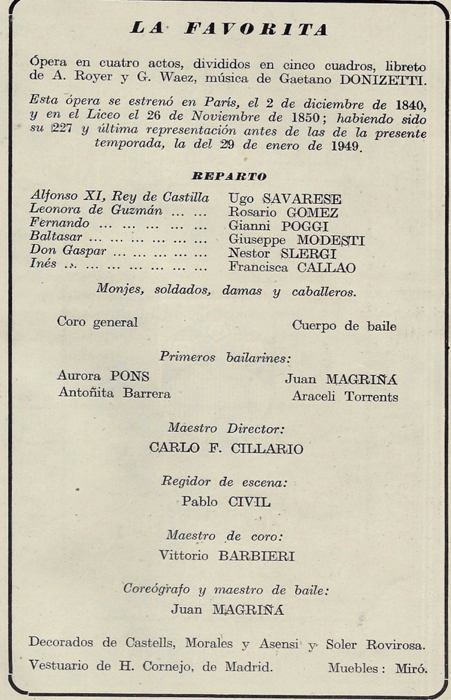 LA FAVORITA
Ópera en cuatro actos, divididos en cinco cuadros, libreto
de A. Royer y G. Waez, música de Gaetano DONIZETTI.
Esta ópera se estrenó en París, el 2 de diciembre de 1840,
y en el Liceo el 26 de Noviembre de 1850; habiendo sido
su 227 y última representación antes de las de la presente
temporada, la del 29 de enero de 1949.
REPARTO
Alfonso XI, Rey de Castilla Ugo SAVARESE
Leonora de Guzmán ... ... Rosario GOMEZ
Fernando ... ... ... ... ... Gianni POGGI
Baltasar ... ... ... ... ... ... Giuseppe MODESTI
Don Gaspar ... ... ... ... ... Nestor SLERGI
Inés ... ... ... ... ... ... ... Francisca CALLAO
Monjes, soldados, damas y caballeros.
Coro general Cuerpo de baile
Primeros bailarines:
Aurora PONS Juan MAGRIÑÁ
Antoñita Barrera Araceli Torrents
Maestro Director:
CARLO F. CILLARIO
Regidor de escena:
Pablo CIVIL
Maestro de coro:
Vittorio BARBIERI
Coreógrafo y maestro de baile:
Juan MAGRIÑÁ
Decorados de Castells, Morales y Asensi y Soler Rovirosa.
Vestuario de H. Cornejo, de Madrid. Muebles: Miró.